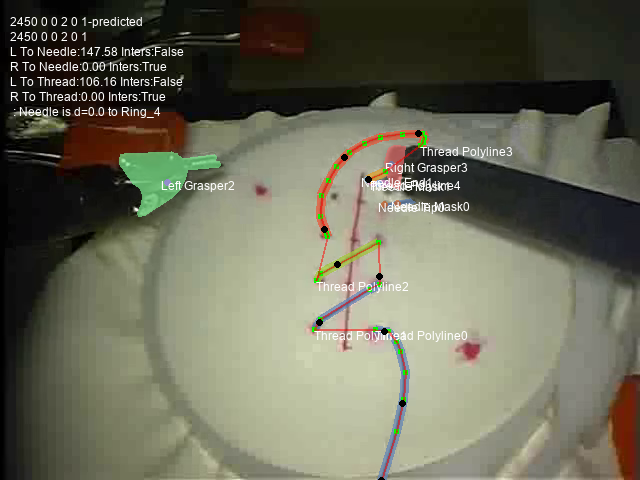 2450 0 0 2 0 1-predicted
2450 0 0 2 0 1
L To Needle:147.58 Inters:False
R To Needle:0.00 Inters:True
L To Thread:106.16 Inters:False
R To Thread:0.00 Inters:True
: Needle is d=0.0 to Ring_4
Thread Polyline3
Right Grasper3
Left Grasper2
Thread Polyline2
Thread Polyline0